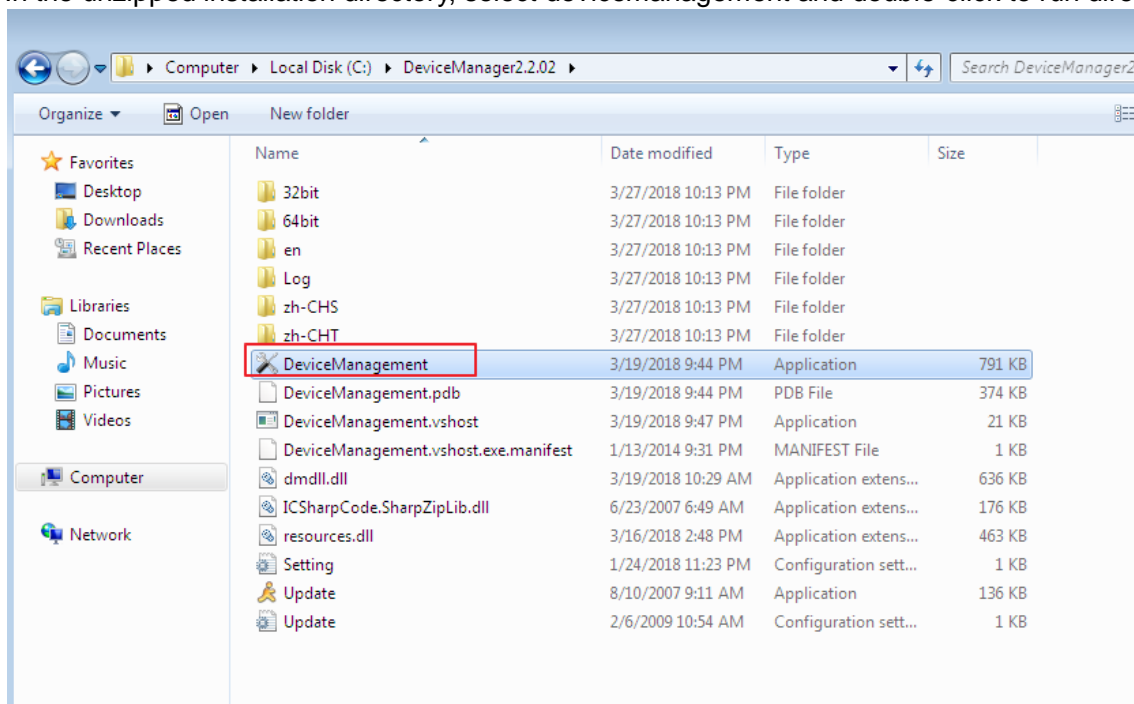 in the unzipped installation directory, select devicemanagement and double-click to run dire
Computer ▸ Local Disk (C:) ▸ DeviceManager2.2.02 ▸ Search DeviceManager2
Organize Open New folder
Name Date modified Type Size
Favorites
Desktop
Downloads
Recent Places
Libraries
Documents
Music
Pictures
Videos
Computer
Network
32bit 3/27/2018 10:13 PM File folder
64bit 3/27/2018 10:13 PM File folder
en 3/27/2018 10:13 PM File folder
Log 3/27/2018 10:13 PM File folder
zh-CHS 3/27/2018 10:13 PM File folder
zh-CHT 3/27/2018 10:13 PM File folder
DeviceManagement 3/19/2018 9:44 PM Application 791 KB
DeviceManagement.pdb 3/19/2018 9:44 PM PDB File 374 KB
DeviceManagement.vshost 3/19/2018 9:47 PM Application 21 KB
DeviceManagement.vshost.exe.manifest 1/13/2014 9:31 PM MANIFEST File 1 KB
dmdll.dll 3/19/2018 10:29 AM Application extens... 636 KB
ICSharpCode.SharpZipLib.dll 6/23/2007 6:49 AM Application extens... 176 KB
resources.dll 3/16/2018 2:48 PM Application extens... 463 KB
Setting 1/24/2018 11:23 PM Configuration sett... 1 KB
Update 8/10/2007 9:11 AM Application 136 KB
Update 2/6/2009 10:54 AM Configuration sett... 1 KB